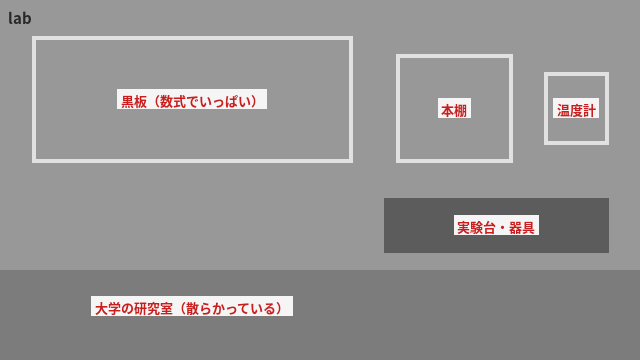 lab
黒板（数式でいっぱい）
本棚
温度計
実験台・器具
大学の研究室（散らかっている）